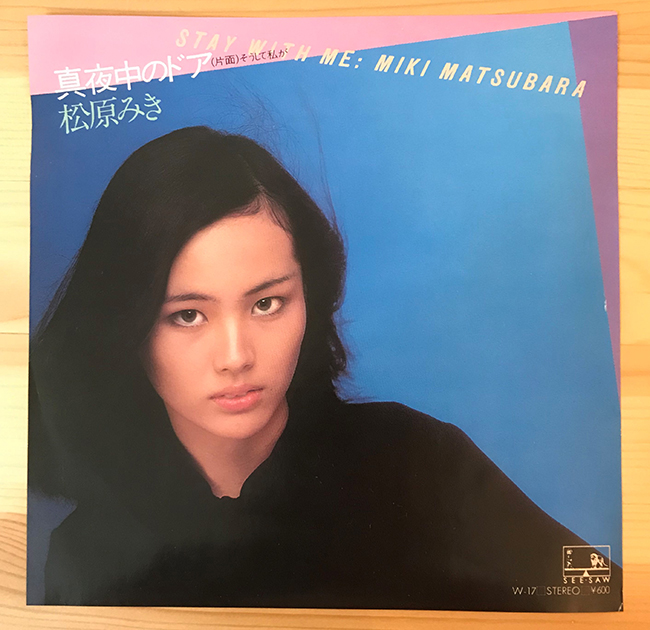 STAY WITH ME: MIKI MATSUBARA
真夜中のドア
(片面)そうして私が
松原みき
SEE・SAW
W-17 STEREO ¥600